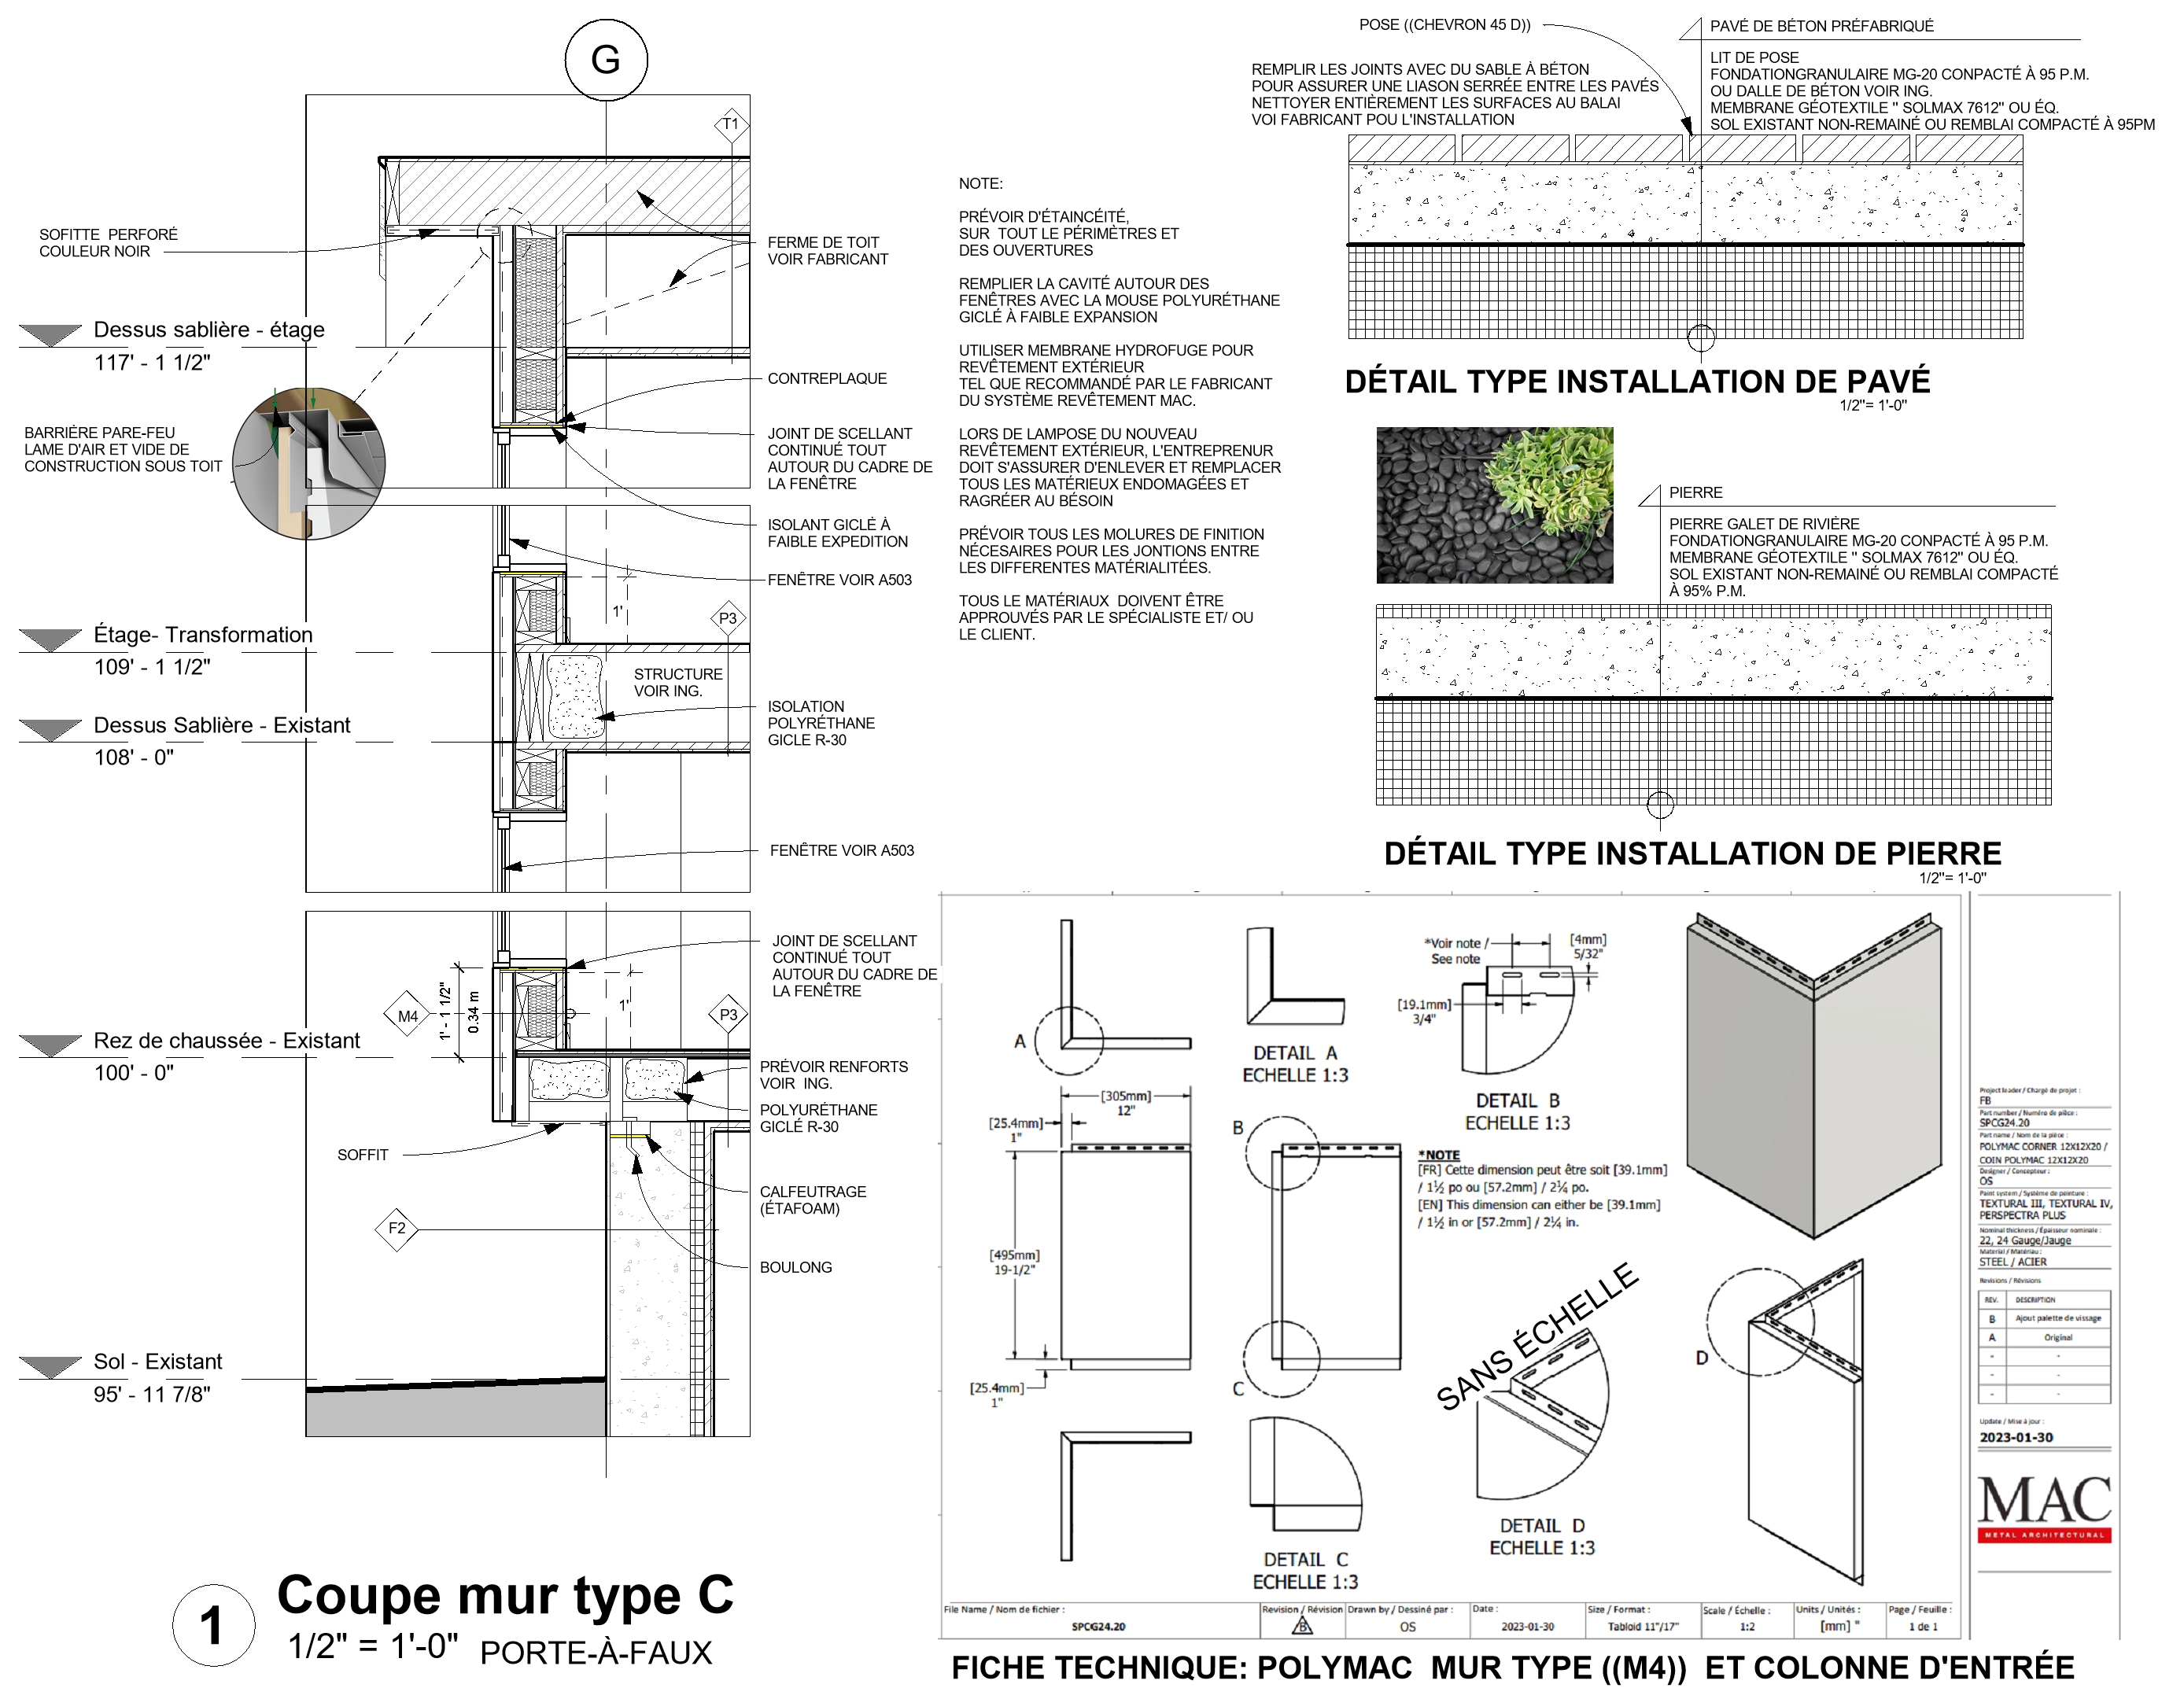 G
T1
SOFITTE PERFORÉ
COULEUR NOIR
FERME DE TOIT
VOIR FABRICANT
Dessus sablière - étage
117' - 1 1/2"
CONTREPLAQUE
BARRIÈRE PARE-FEU
LAME D'AIR ET VIDE DE
CONSTRUCTION SOUS TOIT
JOINT DE SCELLANT
CONTINUÉ TOUT
AUTOUR DU CADRE DE
LA FENÊTRE
ISOLANT GICLÉ À
FAIBLE EXPEDITION
FENÊTRE VOIR A503
1'
P3
Étage- Transformation
109' - 1 1/2"
STRUCTURE
VOIR ING.
ISOLATION
POLYRÉTHANE
GICLE R-30
Dessus Sablière - Existant
108' - 0"
FENÊTRE VOIR A503
JOINT DE SCELLANT
CONTINUÉ TOUT
AUTOUR DU CADRE DE
LA FENÊTRE
M4
1' - 1 1/2"
0.34 m
1'
P3
Rez de chaussée - Existant
100' - 0"
PRÉVOIR RENFORTS
VOIR ING.
POLYURÉTHANE
GICLÉ R-30
SOFFIT
CALFEUTRAGE
(ÉTAFOAM)
F2
BOULONG
Sol - Existant
95' - 11 7/8"
1
Coupe mur type C
1/2" = 1'-0"
PORTE-À-FAUX
NOTE:
PRÉVOIR D'ÉTAINCÉITÉ,
SUR TOUT LE PÉRIMÈTRES ET
DES OUVERTURES
REMPLIER LA CAVITÉ AUTOUR DES
FENÊTRES AVEC LA MOUSE POLYURÉTHANE
GICLÉ À FAIBLE EXPANSION
UTILISER MEMBRANE HYDROFUGE POUR
REVÊTEMENT EXTÉRIEUR
TEL QUE RECOMMANDÉ PAR LE FABRICANT
DU SYSTÈME REVÊTEMENT MAC.
LORS DE LAMPOSE DU NOUVEAU
REVÊTEMENT EXTÉRIEUR, L'ENTREPRENUR
DOIT S'ASSURER D'ENLEVER ET REMPLACER
TOUS LES MATÉRIEUX ENDOMAGÉES ET
RAGRÉER AU BÉSOIN
PRÉVOIR TOUS LES MOLURES DE FINITION
NÉCESAIRES POUR LES JONTIONS ENTRE
LES DIFFERENTES MATÉRIALITÉES.
TOUS LE MATÉRIAUX DOIVENT ÊTRE
APPROUVÉS PAR LE SPÉCIALISTE ET/ OU
LE CLIENT.
POSE ((CHEVRON 45 D))
REMPLIR LES JOINTS AVEC DU SABLE À BÉTON
POUR ASSURER UNE LIASON SERRÉE ENTRE LES PAVÉS
NETTOYER ENTIÈREMENT LES SURFACES AU BALAI
VOI FABRICANT POU L'INSTALLATION
PAVÉ DE BÉTON PRÉFABRIQUÉ
LIT DE POSE
FONDATIONGRANULAIRE MG-20 CONPACTÉ À 95 P.M.
OU DALLE DE BÉTON VOIR ING.
MEMBRANE GÉOTEXTILE " SOLMAX 7612" OU ÉQ.
SOL EXISTANT NON-REMAINÉ OU REMBLAI COMPACTÉ À 95PM
DÉTAIL TYPE INSTALLATION DE PAVÉ
1/2"= 1'-0"
PIERRE
PIERRE GALET DE RIVIÈRE
FONDATIONGRANULAIRE MG-20 CONPACTÉ À 95 P.M.
MEMBRANE GÉOTEXTILE " SOLMAX 7612" OU ÉQ.
SOL EXISTANT NON-REMAINÉ OU REMBLAI COMPACTÉ
À 95% P.M.
DÉTAIL TYPE INSTALLATION DE PIERRE
1/2"= 1'-0"
A
DETAIL A
ECHELLE 1:3
*Voir note /
See note
[4mm]
5/32"
[19.1mm]
3/4"
DETAIL B
ECHELLE 1:3
[305mm]
12"
[25.4mm]
1"
B
[495mm]
19-1/2"
[25.4mm]
1"
C
*NOTE
[FR] Cette dimension peut être soit [39.1mm]
/ 1½ po ou [57.2mm] / 2¼ po.
[EN] This dimension can either be [39.1mm]
/ 1½ in or [57.2mm] / 2¼ in.
SANS ÉCHELLE
D
DETAIL C
ECHELLE 1:3
DETAIL D
ECHELLE 1:3
Project leader / Chargé de projet :
FB
Part number / Numéro de pièce :
SPCG24.20
Part name / Nom de la pièce :
POLYMAC CORNER 12X12X20 /
COIN POLYMAC 12X12X20
Designer / Concepteur :
OS
Paint system / Système de peinture :
TEXTURAL III, TEXTURAL IV,
PERSPECTRA PLUS
Nominal thickness / Épaisseur nominale :
22, 24 Gauge/Jauge
Material / Matériau :
STEEL / ACIER
Revisions / Révisions
REV. DESCRIPTION
B Ajout palette de vissage
A Original
- -
- -
- -
Update / Mise à jour :
2023-01-30
MAC
METAL ARCHITECTURAL
File Name / Nom de fichier :
SPCG24.20
Revision / Révision
B
Drawn by / Dessiné par :
OS
Date :
2023-01-30
Size / Format :
Tabloid 11"/17"
Scale / Échelle :
1:2
Units / Unités :
[mm] "
Page / Feuille :
1 de 1
FICHE TECHNIQUE: POLYMAC MUR TYPE ((M4)) ET COLONNE D'ENTRÉE